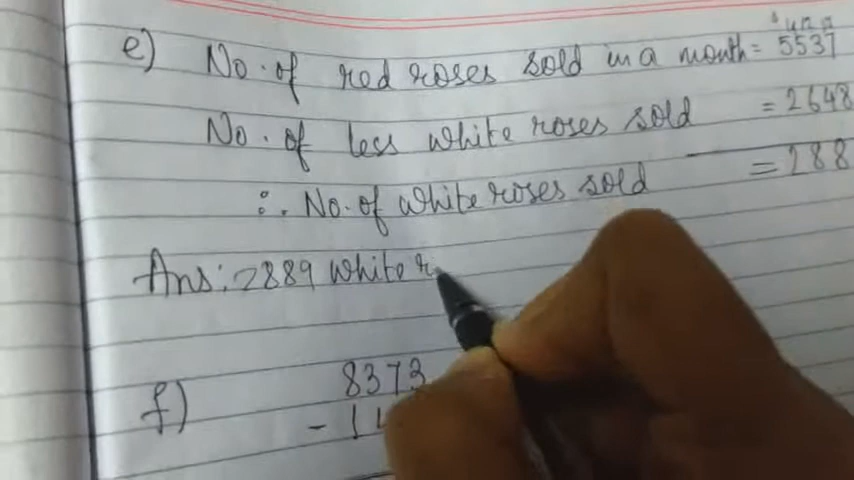 e) No. of red roses sold in a month = 5537
No. of less white roses sold = 2648
∴ No. of white roses sold = 288
Ans: 2889 white r
f) 8373
- 14